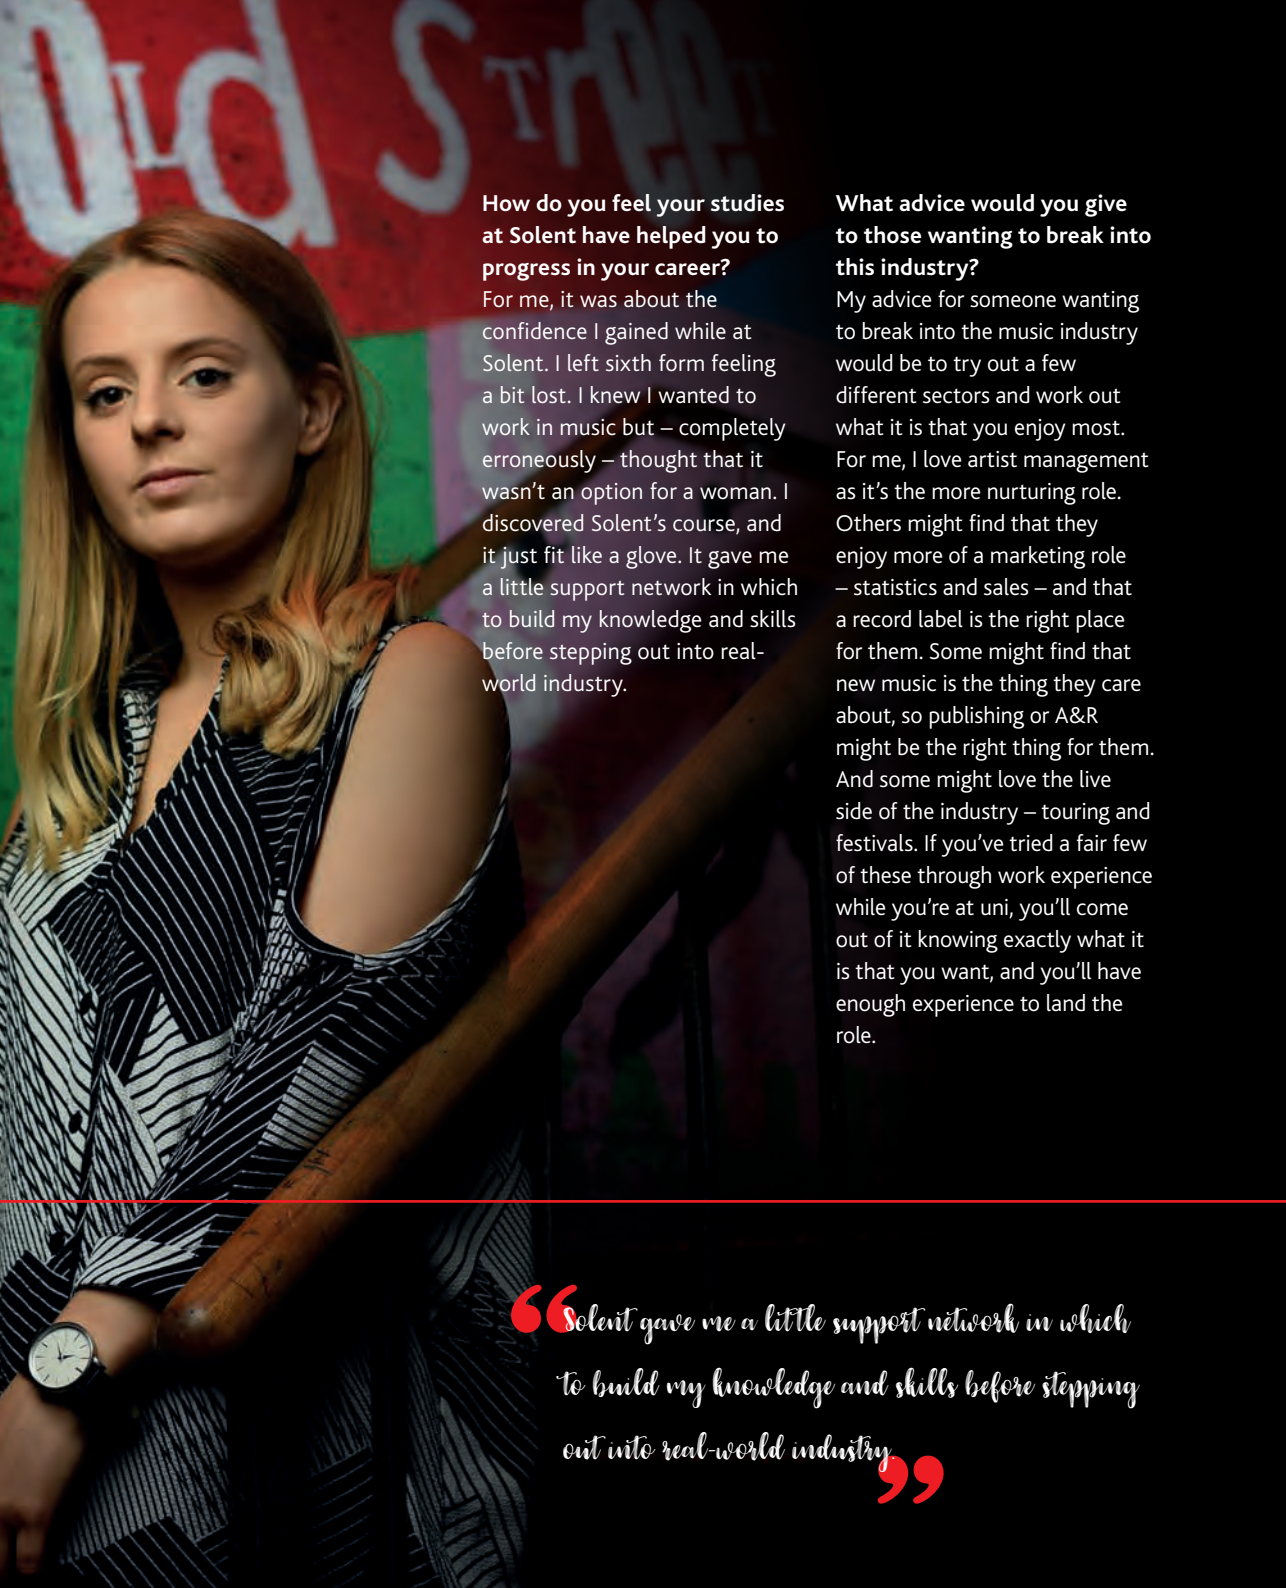 Old Street
How do you feel your studies
at Solent have helped you to
progress in your career?
For me, it was about the
confidence I gained while at
Solent. I left sixth form feeling
a bit lost. I knew I wanted to
work in music but – completely
erroneously – thought that it
wasn’t an option for a woman. I
discovered Solent’s course, and
it just fit like a glove. It gave me
a little support network in which
to build my knowledge and skills
before stepping out into real-
world industry.
What advice would you give
to those wanting to break into
this industry?
My advice for someone wanting
to break into the music industry
would be to try out a few
different sectors and work out
what it is that you enjoy most.
For me, I love artist management
as it’s the more nurturing role.
Others might find that they
enjoy more of a marketing role
– statistics and sales – and that
a record label is the right place
for them. Some might find that
new music is the thing they care
about, so publishing or A&R
might be the right thing for them.
And some might love the live
side of the industry – touring and
festivals. If you’ve tried a fair few
of these through work experience
while you’re at uni, you’ll come
out of it knowing exactly what it
is that you want, and you’ll have
enough experience to land the
role.
“Solent gave me a little support network in which
to build my knowledge and skills before stepping
out into real-world industry.”